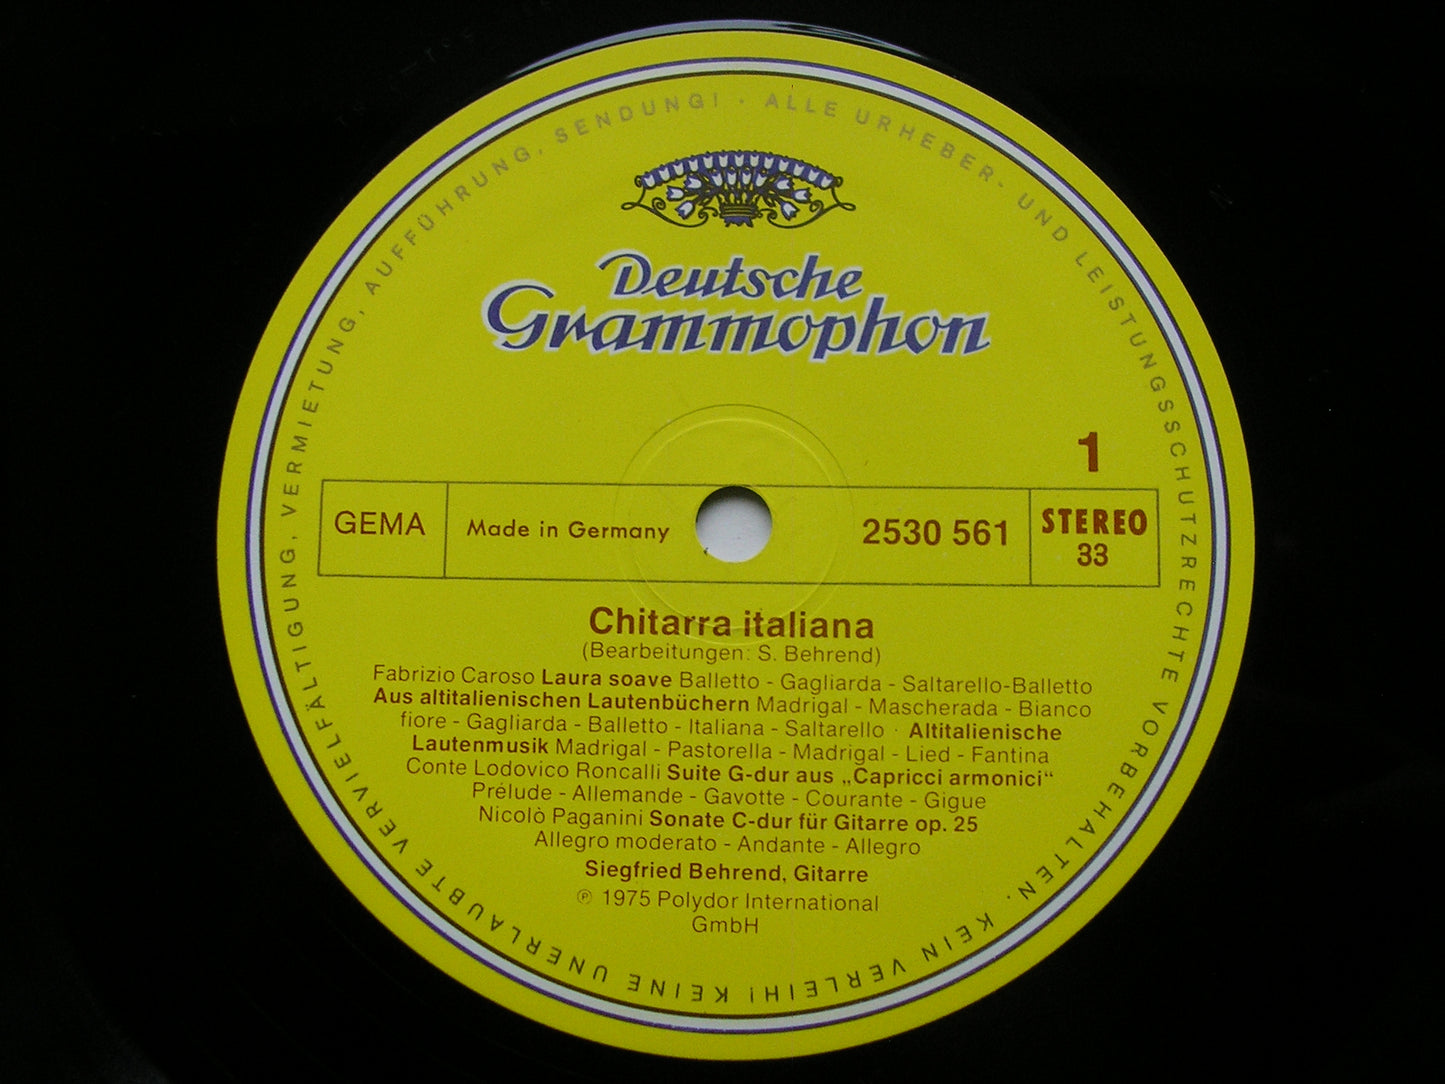 ALLE URHEBER- UND LEISTUNGSSCHUTZRECHTE VORBEHALTEN. KEIN VERLEIH! KEINE UNERLAUBTE VERVIELFÄLTIGUNG, VERMIETUNG, AUFFÜHRUNG, SENDUNG! ·
Deutsche
Grammophon
1
GEMA Made in Germany 2530 561 STEREO
33
Chitarra italiana
(Bearbeitungen: S. Behrend)
Fabrizio Caroso Laura soave Balletto - Gagliarda - Saltarello-Balletto
Aus altitalienischen Lautenbüchern Madrigal - Mascherada - Bianco
fiore - Gagliarda - Balletto - Italiana - Saltarello · Altitalienische
Lautenmusik Madrigal - Pastorella - Madrigal - Lied - Fantina
Conte Lodovico Roncalli Suite G-dur aus „Capricci armonici“
Prélude - Allemande - Gavotte - Courante - Gigue
Nicolò Paganini Sonate C-dur für Gitarre op. 25
Allegro moderato - Andante - Allegro
Siegfried Behrend, Gitarre
℗ 1975 Polydor International
GmbH